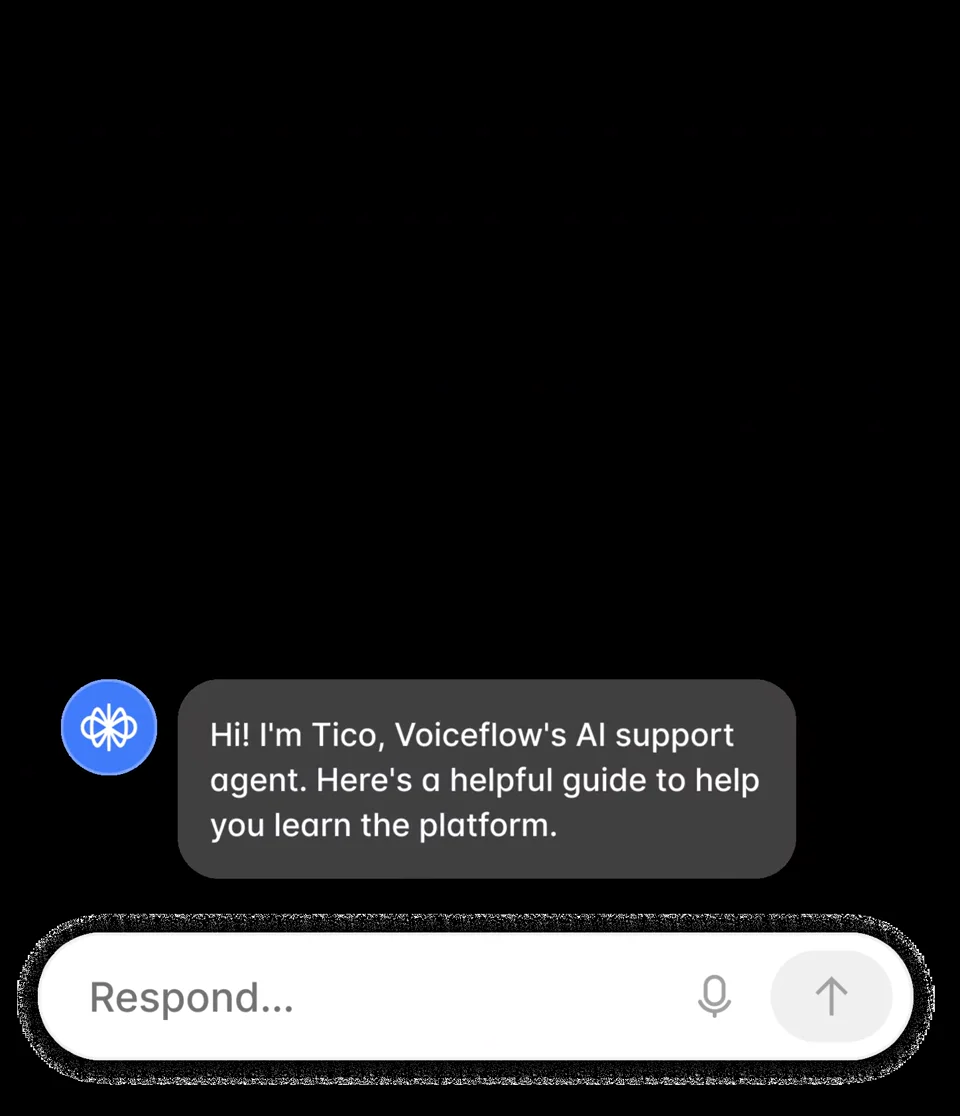 Hi! I'm Tico, Voiceflow's AI support
agent. Here's a helpful guide to help
you learn the platform.
Respond...